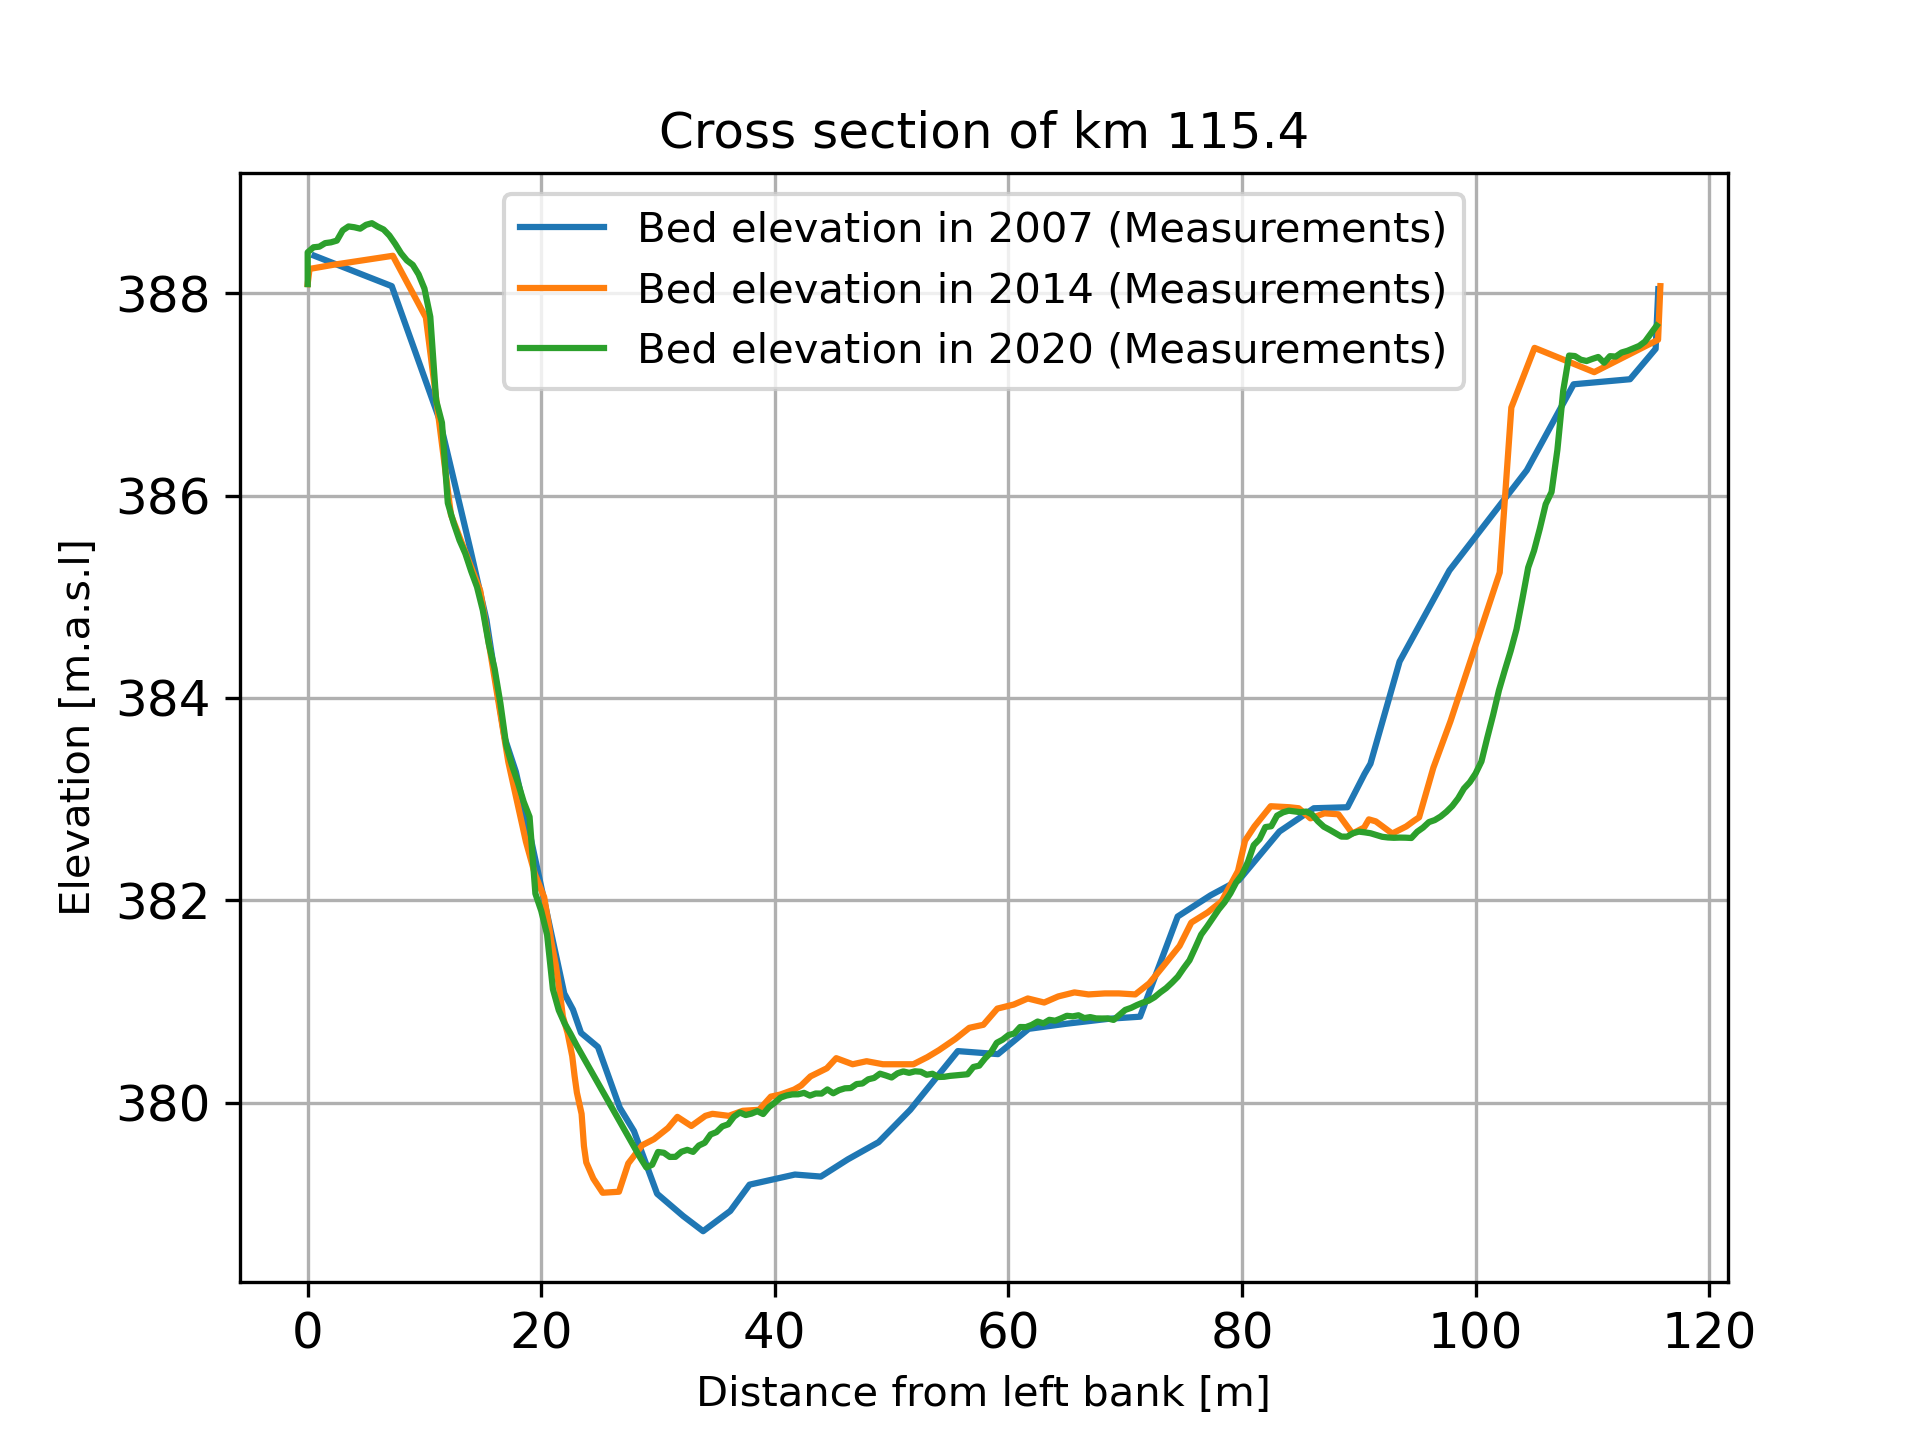 Cross section of km 115.4
Bed elevation in 2007 (Measurements)
Bed elevation in 2014 (Measurements)
Bed elevation in 2020 (Measurements)
388
386
384
382
380
Elevation [m.a.s.l]
0 20 40 60 80 100 120
Distance from left bank [m]